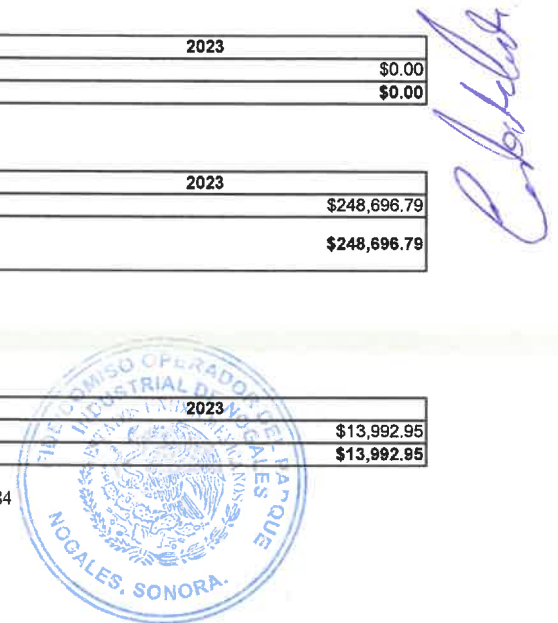 2023
$0.00
$0.00
2023
$248,696.79
$248,696.79
2023
$13,992.95
$13,992.95
34
FIDEICOMISO OPERADOR DEL PARQUE
INDUSTRIAL DE NOGALES
ESTADOS UNIDOS MEXICANOS
NOGALES, SONORA.